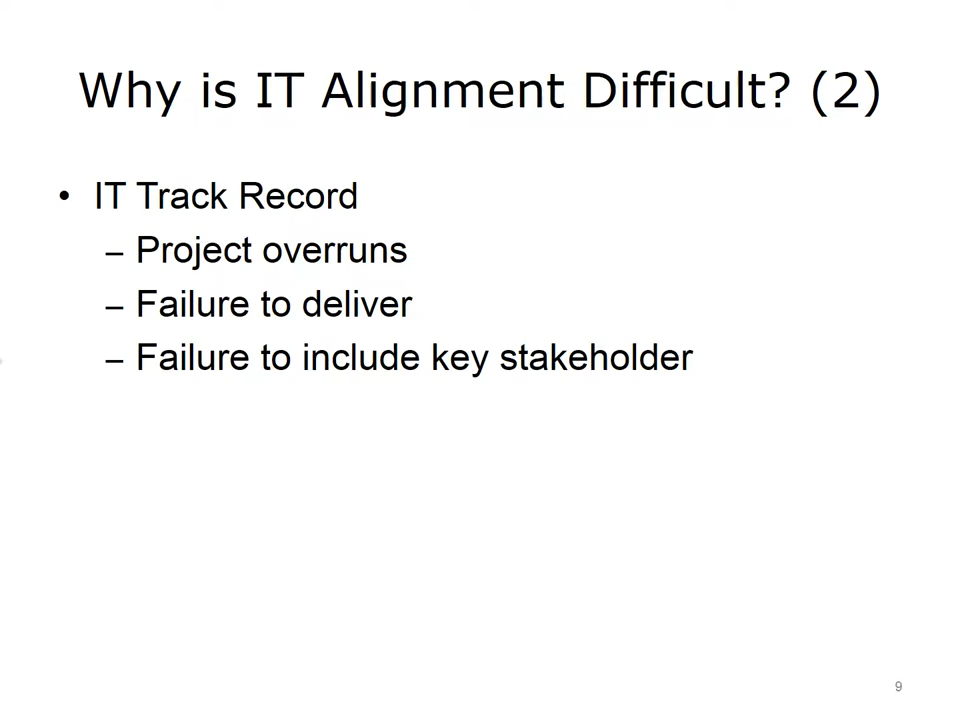 Why is IT Alignment Difficult? (2)
• IT Track Record
– Project overruns
– Failure to deliver
– Failure to include key stakeholder
9